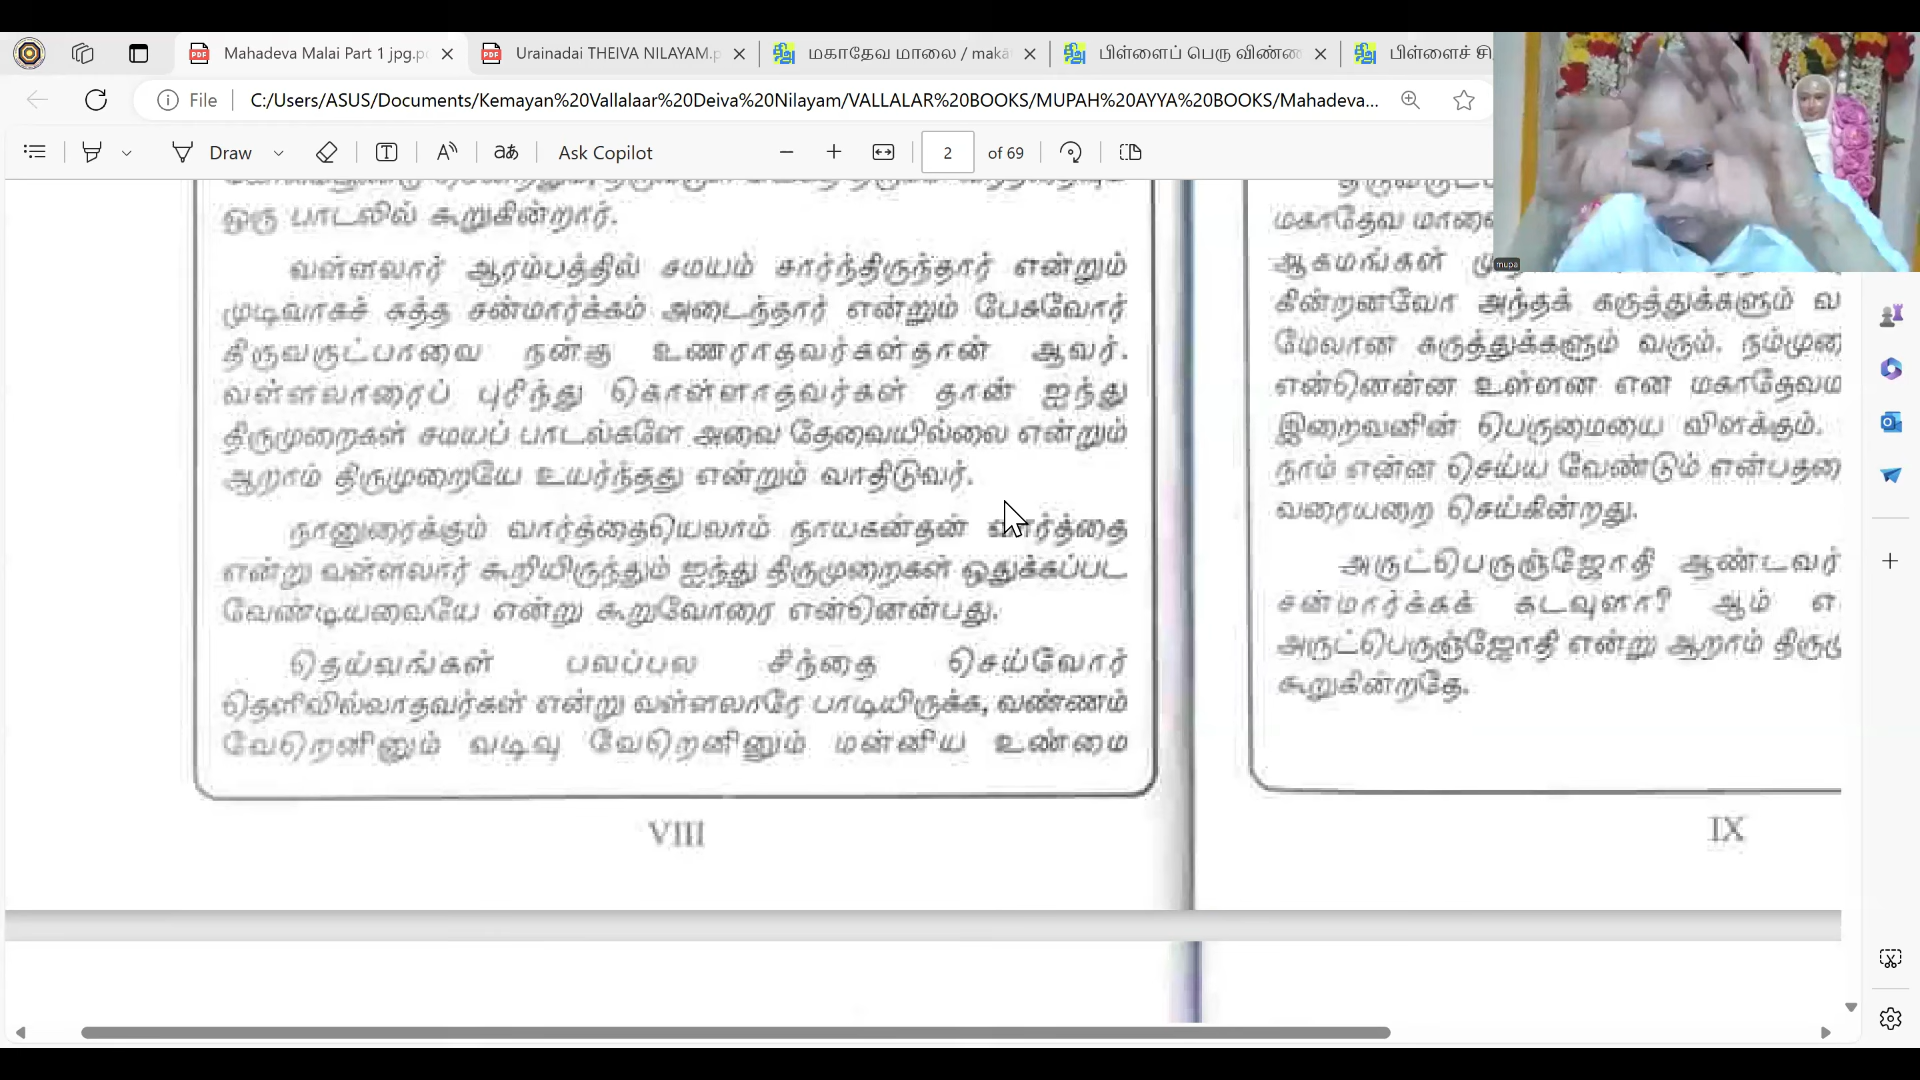 Mahadeva Malai Part 1 jpg.p
Urainadai THEIVA NILAYAM.p
மகாதேவ மாலை / makā
பிள்ளைப் பெரு விண்ண
பிள்ளைச் சி
File
C:/Users/ASUS/Documents/Kemayan%20Vallalaar%20Deiva%20Nilayam/VALLALAR%20BOOKS/MUPAH%20AYYA%20BOOKS/Mahadeva...
Draw
Ask Copilot
2
of 69
mupa
ஒரு பாடலில் கூறுகின்றார்.
வள்ளலார் ஆரம்பத்தில் சமயம் சார்ந்திருந்தார் என்றும்
முடிவாகச் சுத்த சன்மார்க்கம் அடைந்தார் என்றும் பேசுவோர்
திருவருட்பாவை நன்கு உணராதவர்கள்தான் ஆவர்.
வள்ளலாரைப் புரிந்து கொள்ளாதவர்கள் தான் ஐந்து
திருமுறைகள் சமயப் பாடல்களே அவை தேவையில்லை என்றும்
ஆறாம் திருமுறையே உயர்ந்தது என்றும் வாதிடுவர்.
நானுரைக்கும் வார்த்தையெலாம் நாயகன்தன் வார்த்தை
என்று வள்ளலார் கூறியிருந்தும் ஐந்து திருமுறைகள் ஒதுக்கப்பட
வேண்டியவையே என்று கூறுவோரை என்னென்பது.
தெய்வங்கள் பலப்பல சிந்தை செய்வோர்
தெளிவில்லாதவர்கள் என்று வள்ளலாரே பாடியிருக்க, வண்ணம்
வேறெனினும் வடிவு வேறெனினும் மன்னிய உண்மை
VIII
மகாதேவ மாலை
ஆகமங்கள்
கின்றனவோ அந்தக் கருத்துக்களும் வ
மேலான கருத்துக்களும் வரும். நம்முன
என்னென்ன உள்ளன என மகாதேவம
இறைவனின் பெருமையை விளக்கும்.
நாம் என்ன செய்ய வேண்டும் என்பதை
வரையறை செய்கின்றது.
அருட்பெருஞ்ஜோதி ஆண்டவர்
சன்மார்க்கக் கடவுளா? ஆம் எ
அருட்பெருஞ்ஜோதி என்று ஆறாம் திருமு
கூறுகின்றதே.
IX